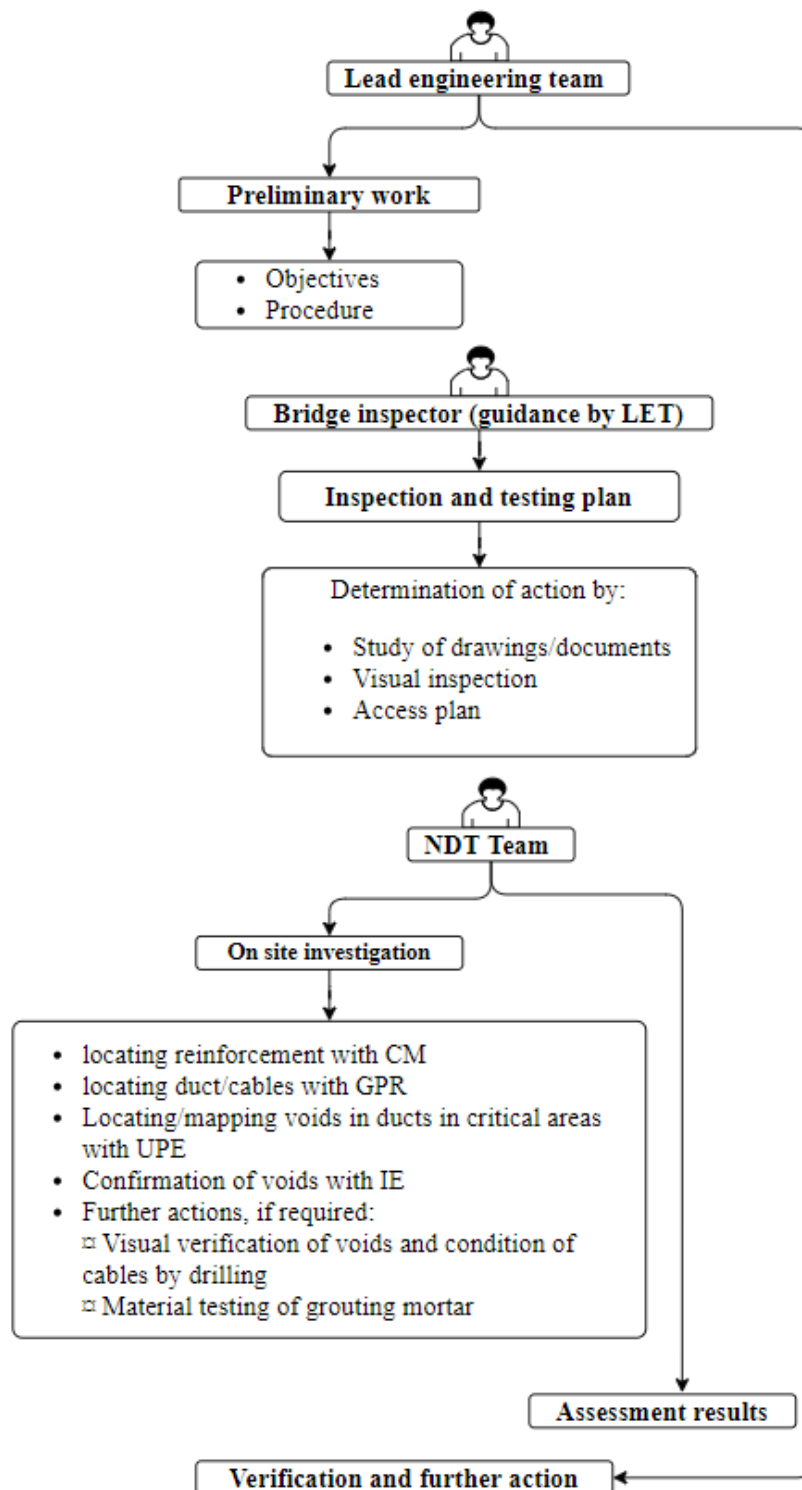 Lead engineering team
Preliminary work
• Objectives
• Procedure
Bridge inspector (guidance by LET)
Inspection and testing plan
Determination of action by:
• Study of drawings/documents
• Visual inspection
• Access plan
NDT Team
On site investigation
• locating reinforcement with CM
• locating duct/cables with GPR
• Locating/mapping voids in ducts in critical areas
with UPE
• Confirmation of voids with IE
• Further actions, if required:
¤ Visual verification of voids and condition of
cables by drilling
¤ Material testing of grouting mortar
Assessment results
Verification and further action